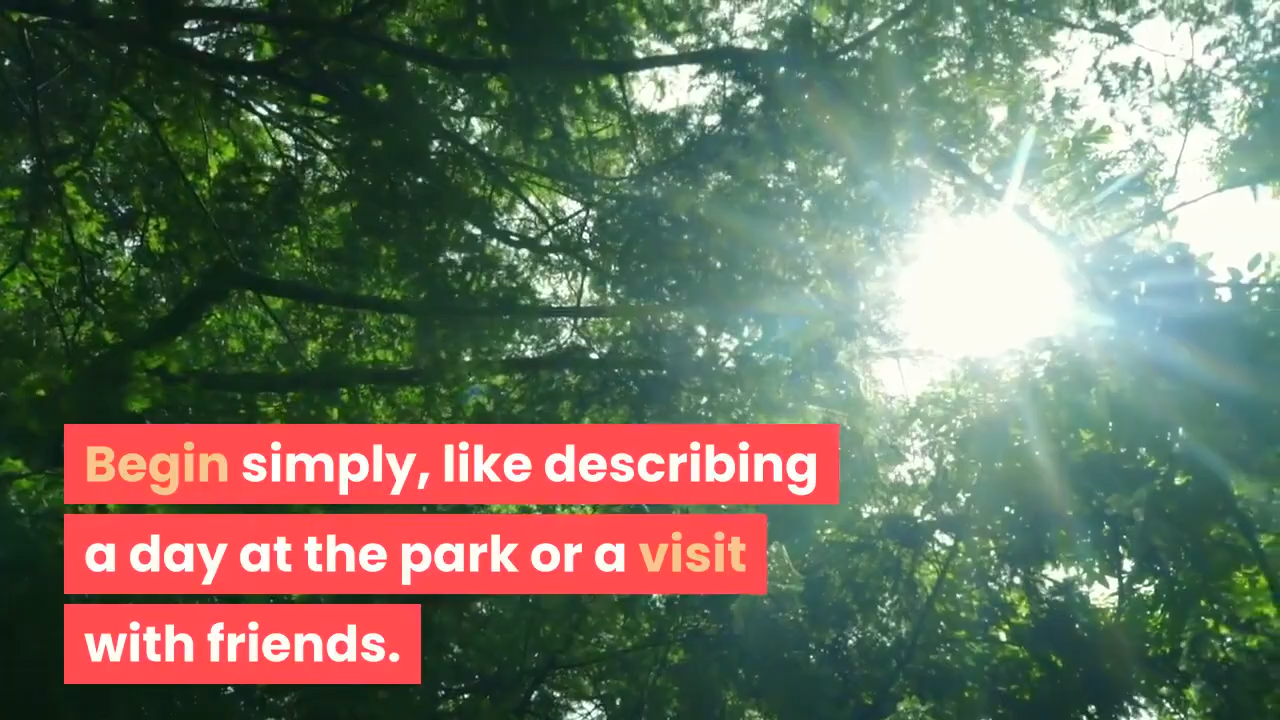 Begin simply, like describing
a day at the park or a visit
with friends.